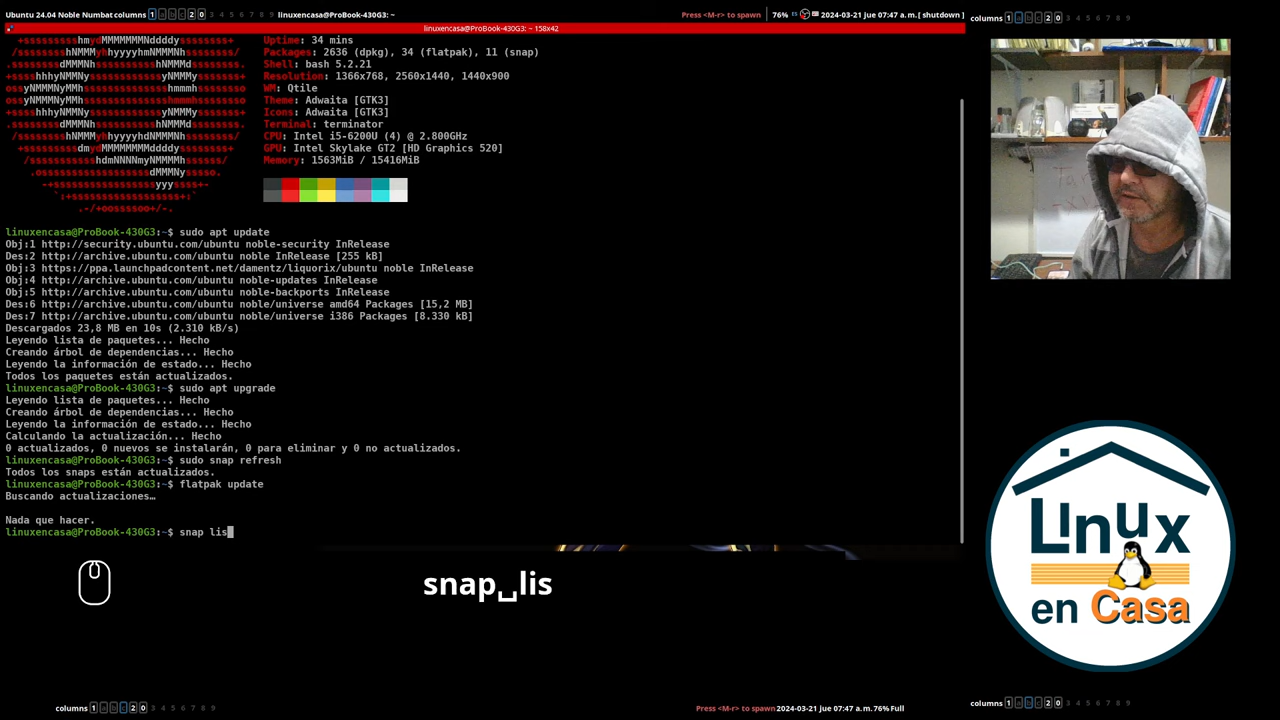 Ubuntu 24.04 Noble Numbat columns 1 a b c 2 0 3 4 5 6 7 8 9 linuxencasa@ProBook-430G3: ~
Press <M-r> to spawn 76% 2024-03-21 jue 07:47 a. m. [ shutdown ]
columns 1 a b c 2 0 3 4 5 6 7 8 9
linuxencasa@ProBook-430G3: ~ 158x42
+ssssssssshmydMMMMMMMNddddyssssssss+
/sssssssshNMMMyhhyyyyhmNMMMNhssssssss/
.ssssssssdMMMNhsssssssssshNMMMdssssssss.
+sssshhhyNMMNyssssssssssssyNMMMysssssss+
ossyNMMMNyMMhsssssssssssssshmmmhssssssso
ossyNMMMNyMMhsssssssssssssshmmmhssssssso
+sssshhhyNMMNyssssssssssssyNMMMysssssss+
.ssssssssdMMMNhsssssssssshNMMMdssssssss.
/sssssssshNMMMyhhyyyyhdNMMMNhssssssss/
+sssssssssdmydMMMMMMMMddddyssssssss+
/ssssssssssshdmNNNNmyNMMMMhssssss/
.ossssssssssssssssssdMMMNysssso.
-+sssssssssssssssssyyyssss+-
`:+ssssssssssssssssss+:`
.-/+oossssoo+/-.
Uptime: 34 mins
Packages: 2636 (dpkg), 34 (flatpak), 11 (snap)
Shell: bash 5.2.21
Resolution: 1366x768, 2560x1440, 1440x900
WM: Qtile
Theme: Adwaita [GTK3]
Icons: Adwaita [GTK3]
Terminal: terminator
CPU: Intel i5-6200U (4) @ 2.800GHz
GPU: Intel Skylake GT2 [HD Graphics 520]
Memory: 1563MiB / 15416MiB
linuxencasa@ProBook-430G3:~$ sudo apt update
Obj:1 http://security.ubuntu.com/ubuntu noble-security InRelease
Des:2 http://archive.ubuntu.com/ubuntu noble InRelease [255 kB]
Obj:3 https://ppa.launchpadcontent.net/damentz/liquorix/ubuntu noble InRelease
Obj:4 http://archive.ubuntu.com/ubuntu noble-updates InRelease
Obj:5 http://archive.ubuntu.com/ubuntu noble-backports InRelease
Des:6 http://archive.ubuntu.com/ubuntu noble/universe amd64 Packages [15,2 MB]
Des:7 http://archive.ubuntu.com/ubuntu noble/universe i386 Packages [8.330 kB]
Descargados 23,8 MB en 10s (2.310 kB/s)
Leyendo lista de paquetes... Hecho
Creando árbol de dependencias... Hecho
Leyendo la información de estado... Hecho
Todos los paquetes están actualizados.
linuxencasa@ProBook-430G3:~$ sudo apt upgrade
Leyendo lista de paquetes... Hecho
Creando árbol de dependencias... Hecho
Leyendo la información de estado... Hecho
Calculando la actualización... Hecho
0 actualizados, 0 nuevos se instalarán, 0 para eliminar y 0 no actualizados.
linuxencasa@ProBook-430G3:~$ sudo snap refresh
Todos los snaps están actualizados.
linuxencasa@ProBook-430G3:~$ flatpak update
Buscando actualizaciones…
Nada que hacer.
linuxencasa@ProBook-430G3:~$ snap lis
snap␣lis
Linux
en Casa
columns 1 a b c 2 0 3 4 5 6 7 8 9
Press <M-r> to spawn 2024-03-21 jue 07:47 a. m. 76% Full
columns 1 a b c 2 0 3 4 5 6 7 8 9